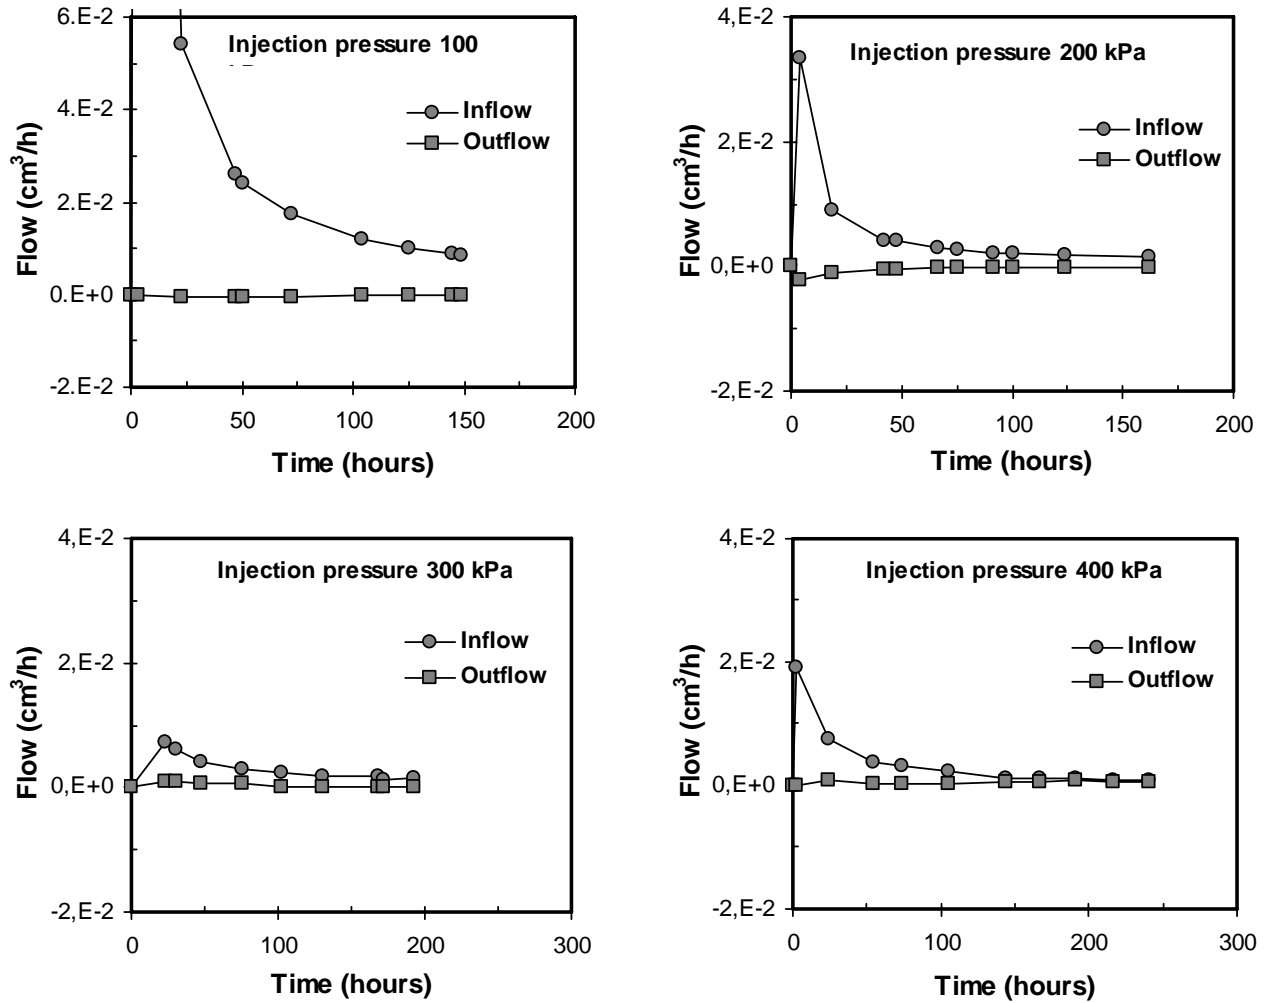 Injection pressure 100
Inflow
Outflow
6.E-2
4.E-2
2.E-2
0.E+0
-2.E-2
Flow (cm³/h)
0
50
100
150
200
Time (hours)
Injection pressure 200 kPa
Inflow
Outflow
4,E-2
2,E-2
0,E+0
-2,E-2
Flow (cm³/h)
0
50
100
150
200
Time (hours)
Injection pressure 300 kPa
Inflow
Outflow
4,E-2
2,E-2
0,E+0
-2,E-2
Flow (cm³/h)
0
100
200
300
Time (hours)
Injection pressure 400 kPa
Inflow
Outflow
4,E-2
2,E-2
0,E+0
-2,E-2
Flow (cm³/h)
0
100
200
300
Time (hours)